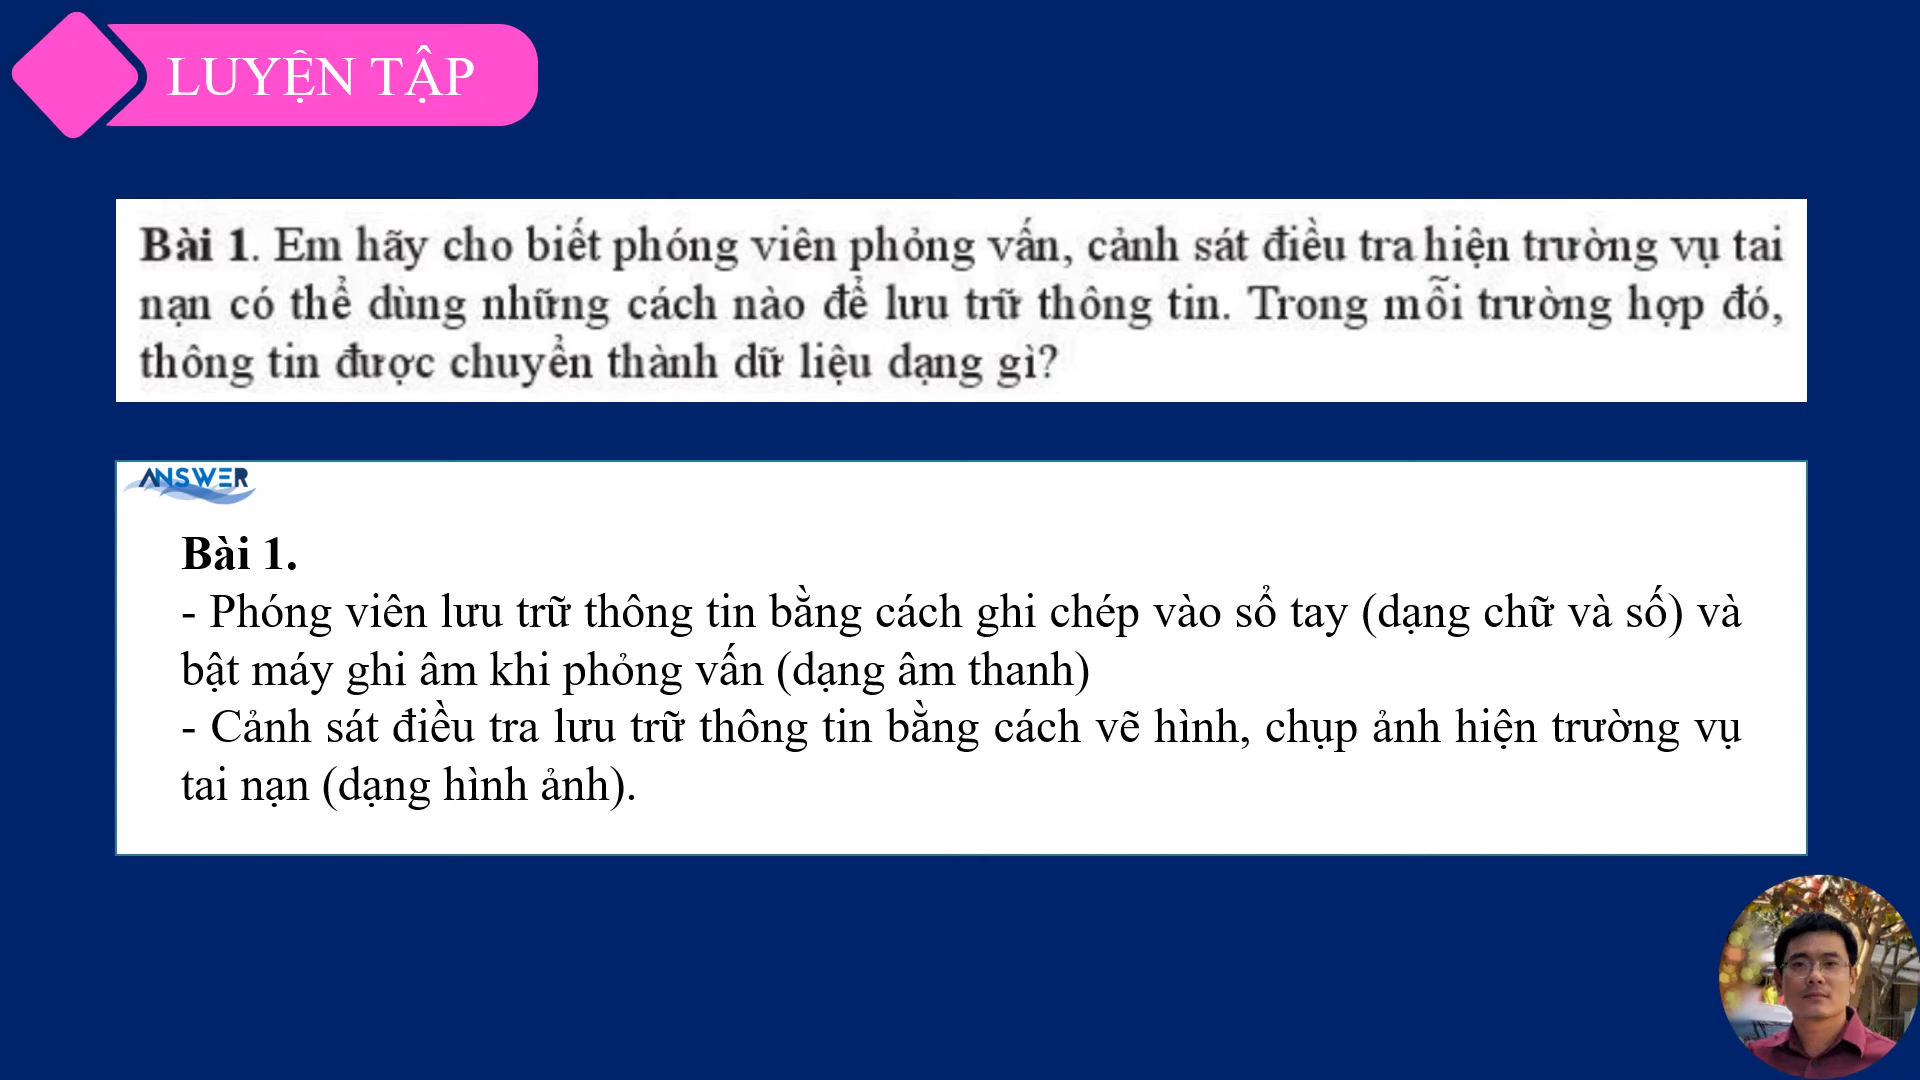 LUYỆN TẬP
Bài 1. Em hãy cho biết phóng viên phỏng vấn, cảnh sát điều tra hiện trường vụ tai
nạn có thể dùng những cách nào để lưu trữ thông tin. Trong mỗi trường hợp đó,
thông tin được chuyển thành dữ liệu dạng gì?
ANSWER
Bài 1.
- Phóng viên lưu trữ thông tin bằng cách ghi chép vào sổ tay (dạng chữ và số) và
bật máy ghi âm khi phỏng vấn (dạng âm thanh)
- Cảnh sát điều tra lưu trữ thông tin bằng cách vẽ hình, chụp ảnh hiện trường vụ
tai nạn (dạng hình ảnh).